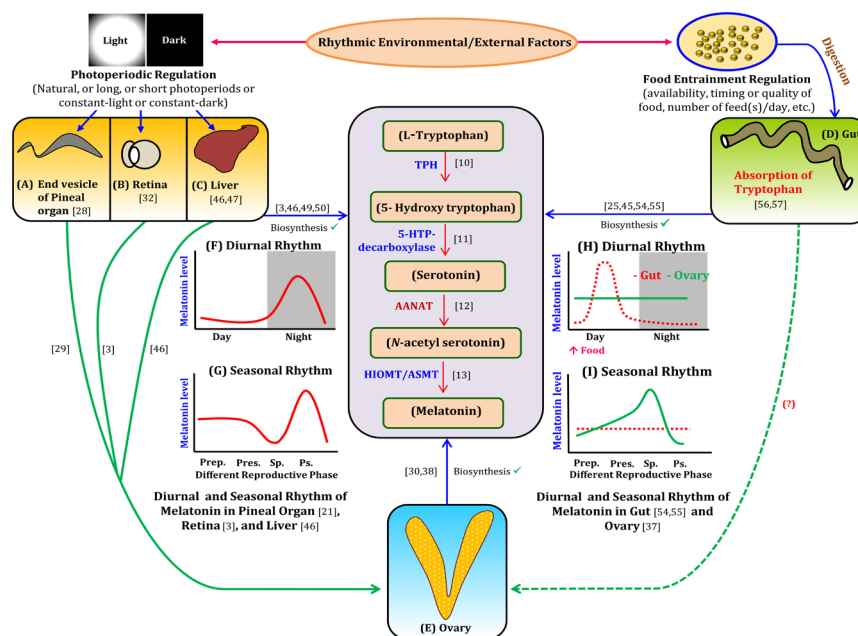 Light
Dark
Rhythmic Environmental/External Factors
Digestion
Photoperiodic Regulation
(Natural, or long, or short photoperiods or
constant-light or constant-dark)
Food Entrainment Regulation
(availability, timing or quality of
food, number of feed(s)/day, etc.)
(A) End vesicle
of Pineal
organ
[28]
(B) Retina
[32]
(C) Liver
[46,47]
(D) Gut
Absorption of
Tryptophan
[56,57]
(L-Tryptophan)
TPH
[10]
(5- Hydroxy tryptophan)
5-HTP-
decarboxylase
[11]
(Serotonin)
AANAT
[12]
(N-acetyl serotonin)
HIOMT/ASMT
[13]
(Melatonin)
[3,46,49,50]
Biosynthesis ✓
[25,45,54,55]
Biosynthesis ✓
(F) Diurnal Rhythm
Melatonin level
Day
Night
(G) Seasonal Rhythm
Melatonin level
Prep. Pres. Sp. Ps.
Different Reproductive Phase
Diurnal and Seasonal Rhythm of
Melatonin in Pineal Organ [21],
Retina [3], and Liver [46]
[29]
[3]
[46]
(H) Diurnal Rhythm
Melatonin level
- Gut - Ovary
Day
Night
↑ Food
(I) Seasonal Rhythm
Melatonin level
Prep. Pres. Sp. Ps.
Different Reproductive Phase
Diurnal and Seasonal Rhythm of
Melatonin in Gut [54,55] and
Ovary [37]
(?)
[30,38]
Biosynthesis ✓
(E) Ovary